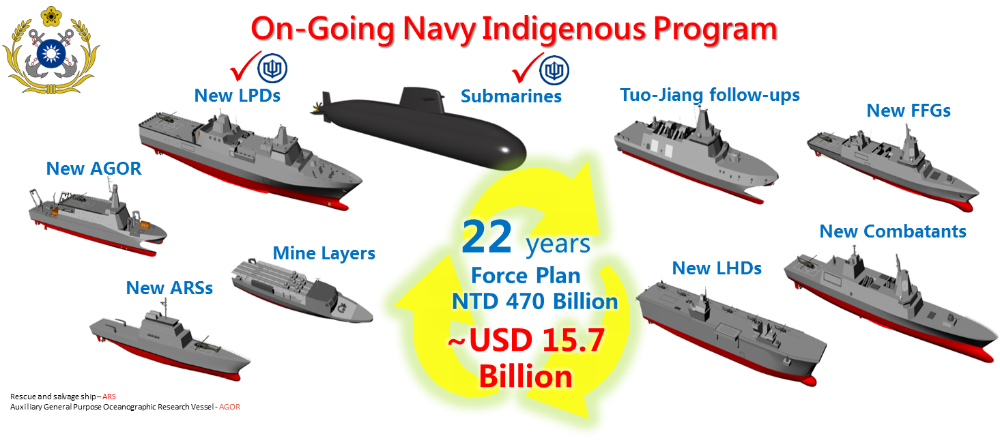 On-Going Navy Indigenous Program
New LPDs
Submarines
Tuo-Jiang follow-ups
New FFGs
New AGOR
Mine Layers
New ARSs
22 years
Force Plan
NTD 470 Billion
~USD 15.7
Billion
New LHDs
New Combatants
Rescue and salvage ship – ARS
Auxiliary General Purpose Oceanographic Research Vessel - AGOR